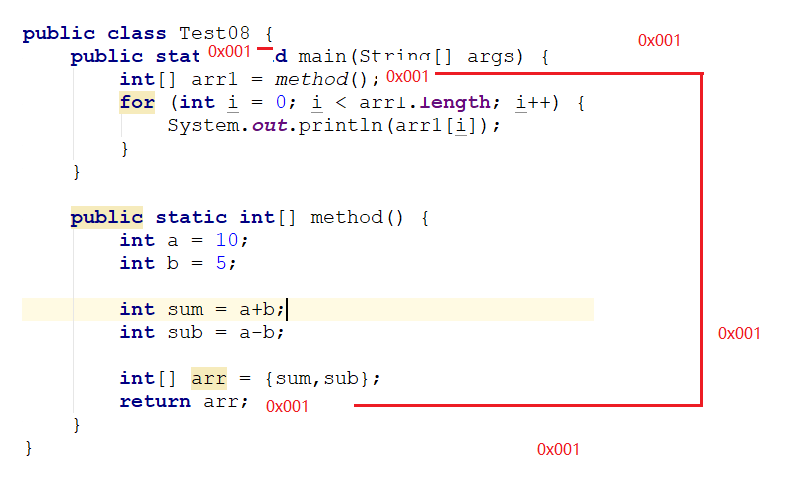 public class Test08 {
0x001
public stat 0x001 d main(String[] args) {
int[] arr1 = method(); 0x001
for (int i = 0; i < arr1.length; i++) {
System.out.println(arr1[i]);
}
}
public static int[] method() {
int a = 10;
int b = 5;
int sum = a+b;
int sub = a-b;
0x001
int[] arr = {sum,sub};
return arr; 0x001
}
}
0x001